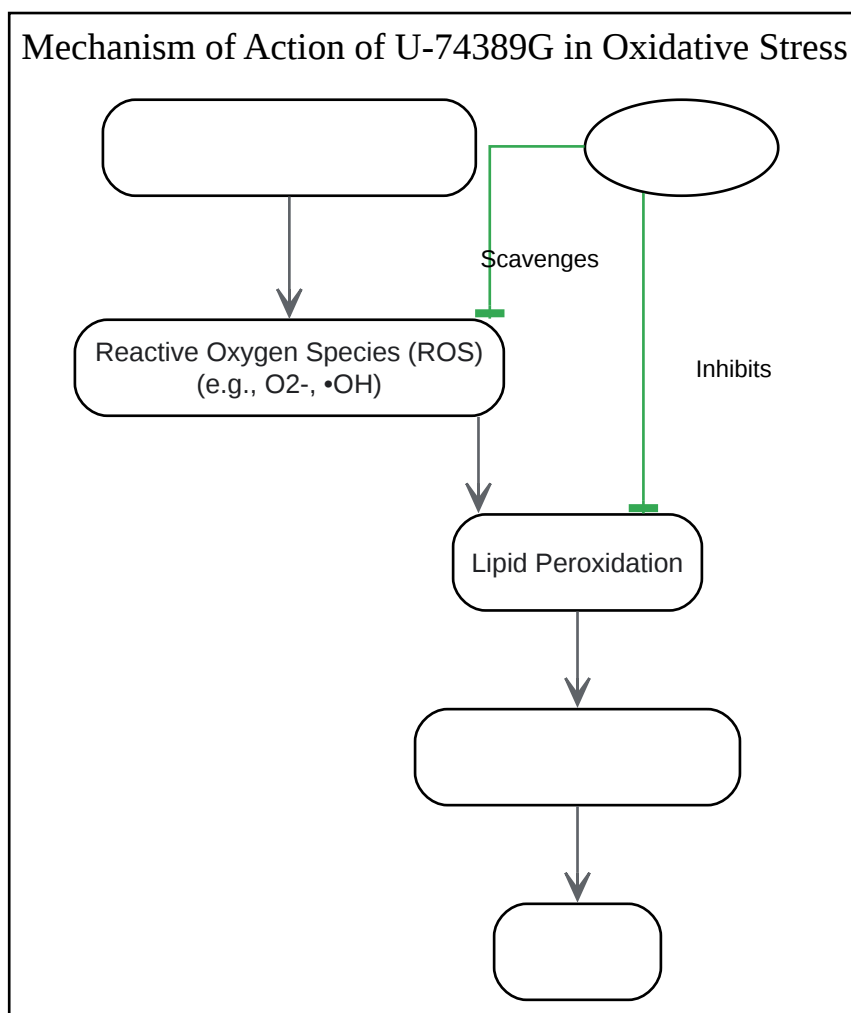 Mechanism of Action of U-74389G in Oxidative Stress
Scavenges
Reactive Oxygen Species (ROS)
(e.g., O2-, •OH)
Inhibits
Lipid Peroxidation